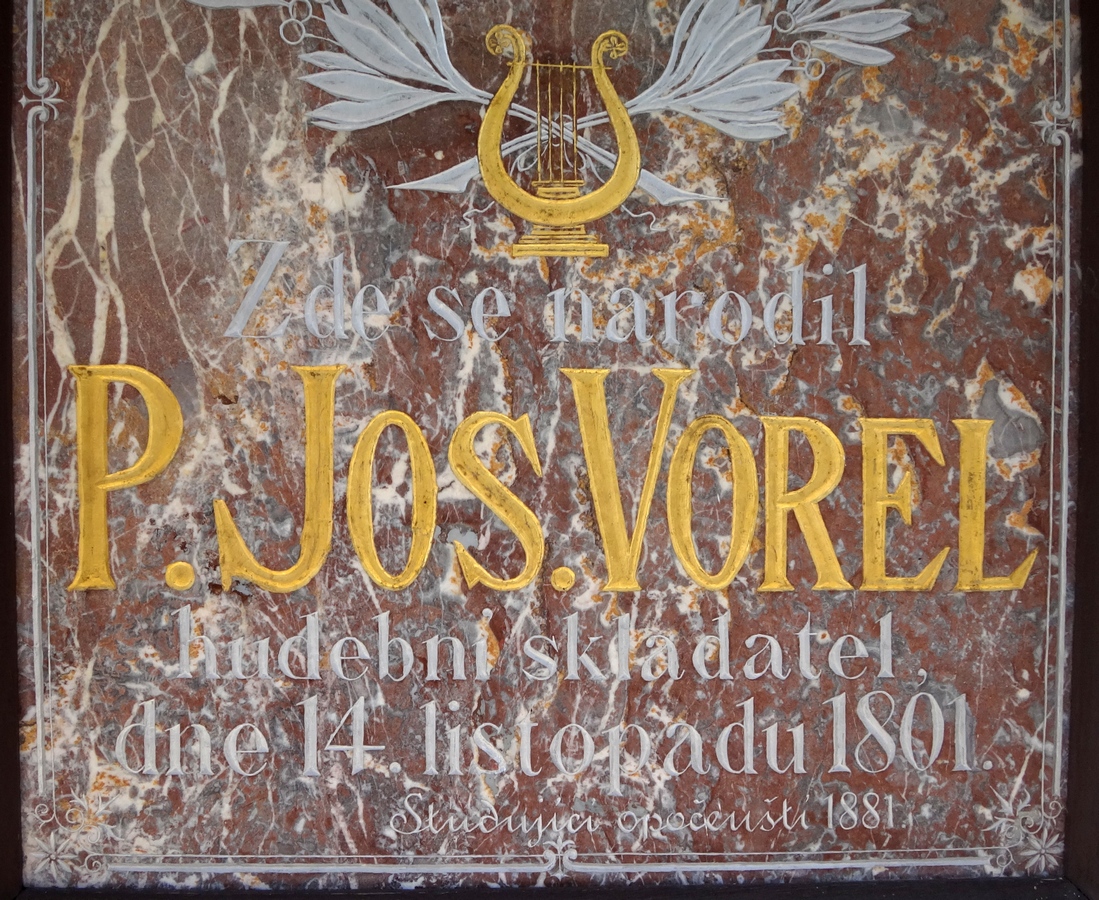 Zde se narodil
P. JOS. VOREL
hudební skladatel,
dne 14. listopadu 1801.
Studující opočenští 1881.